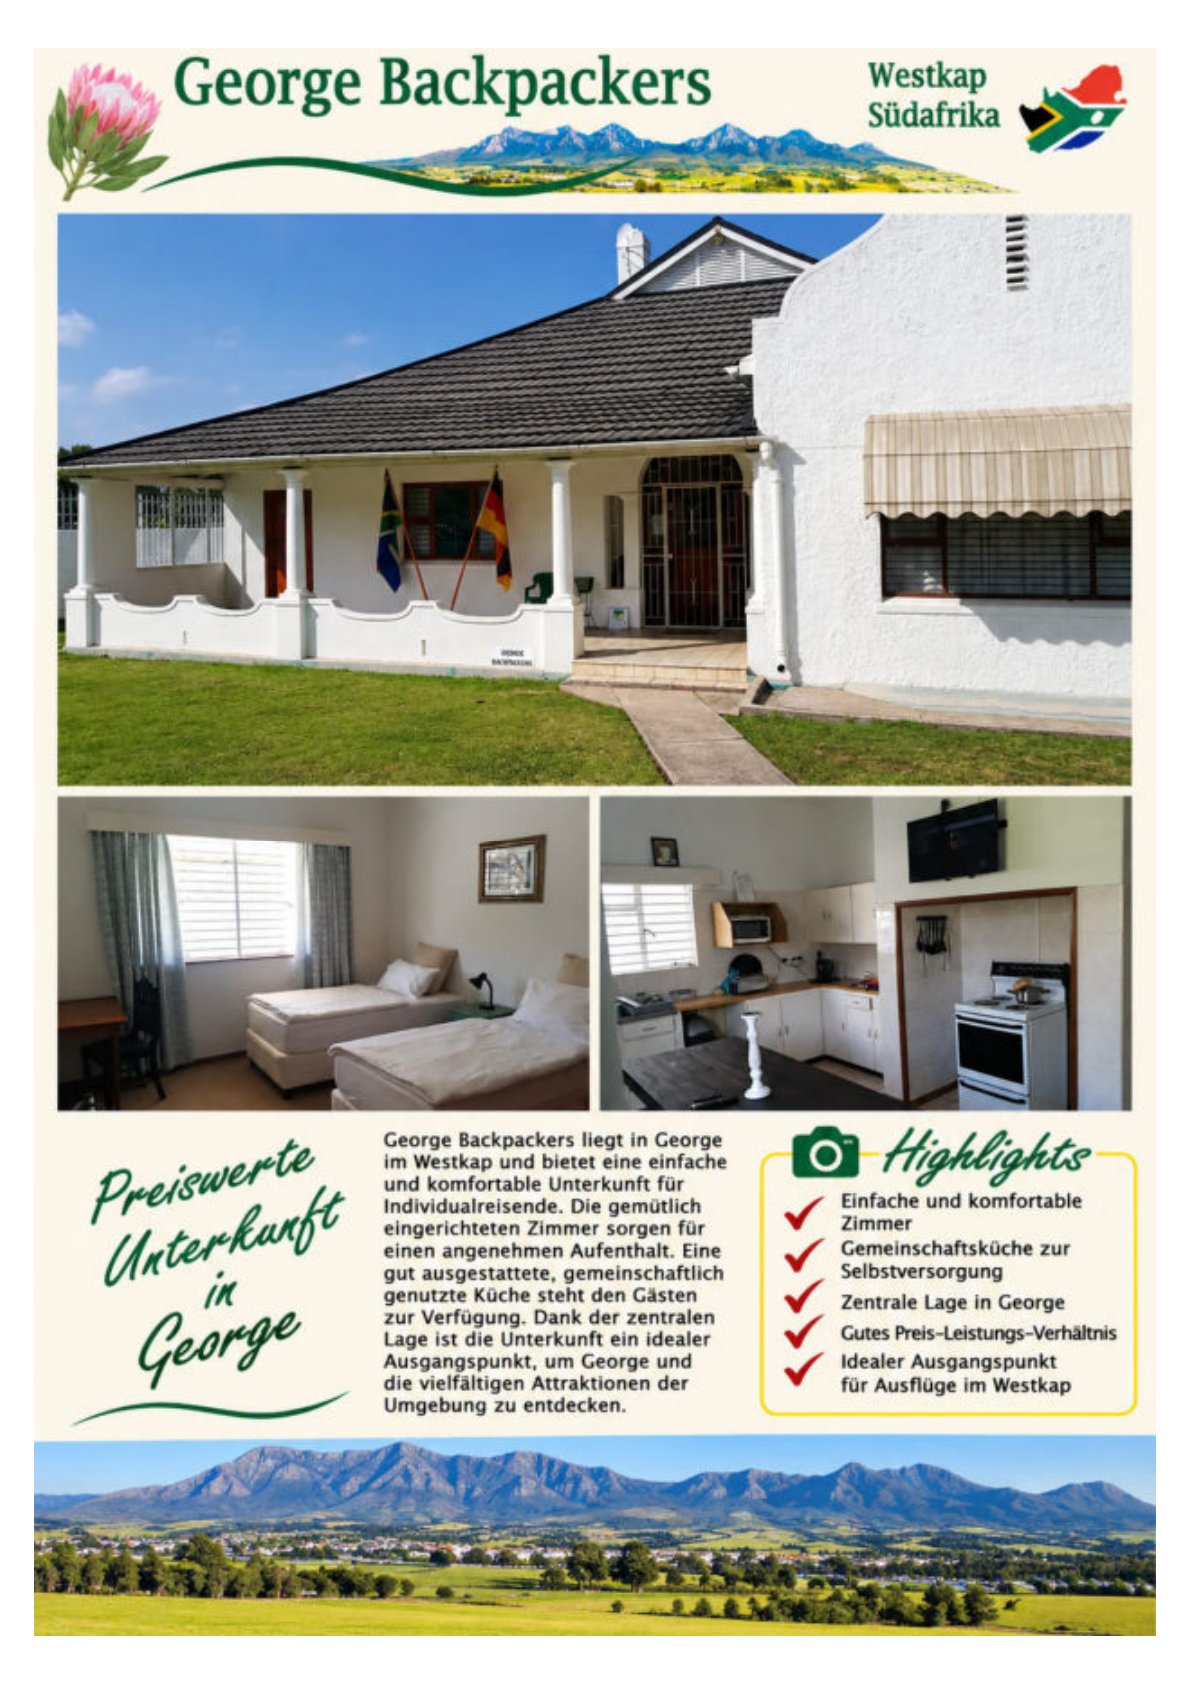 George Backpackers
Westkap
Südafrika
GEORGE
BACKPACKERS
Preiswerte
Unterkunft
in
George
George Backpackers liegt in George
im Westkap und bietet eine einfache
und komfortable Unterkunft für
Individualreisende. Die gemütlich
eingerichteten Zimmer sorgen für
einen angenehmen Aufenthalt. Eine
gut ausgestattete, gemeinschaftlich
genutzte Küche steht den Gästen
zur Verfügung. Dank der zentralen
Lage ist die Unterkunft ein idealer
Ausgangspunkt, um George und
die vielfältigen Attraktionen der
Umgebung zu entdecken.
Highlights
Einfache und komfortable
Zimmer
Gemeinschaftsküche zur
Selbstversorgung
Zentrale Lage in George
Gutes Preis-Leistungs-Verhältnis
Idealer Ausgangspunkt
für Ausflüge im Westkap